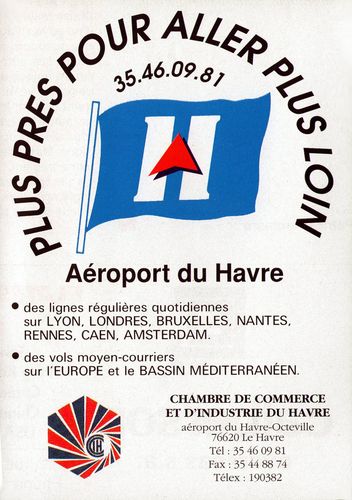 PLUS PRES POUR ALLER PLUS LOIN
35.46.09.81
H
Aéroport du Havre
• des lignes régulières quotidiennes
sur LYON, LONDRES, BRUXELLES, NANTES,
RENNES, CAEN, AMSTERDAM.
• des vols moyen-courriers
sur l'EUROPE et le BASSIN MÉDITERRANÉEN.
CHAMBRE DE COMMERCE
ET D'INDUSTRIE DU HAVRE
aéroport du Havre-Octeville
76620 Le Havre
Tél : 35 46 09 81
Fax : 35 44 88 74
Télex : 190382